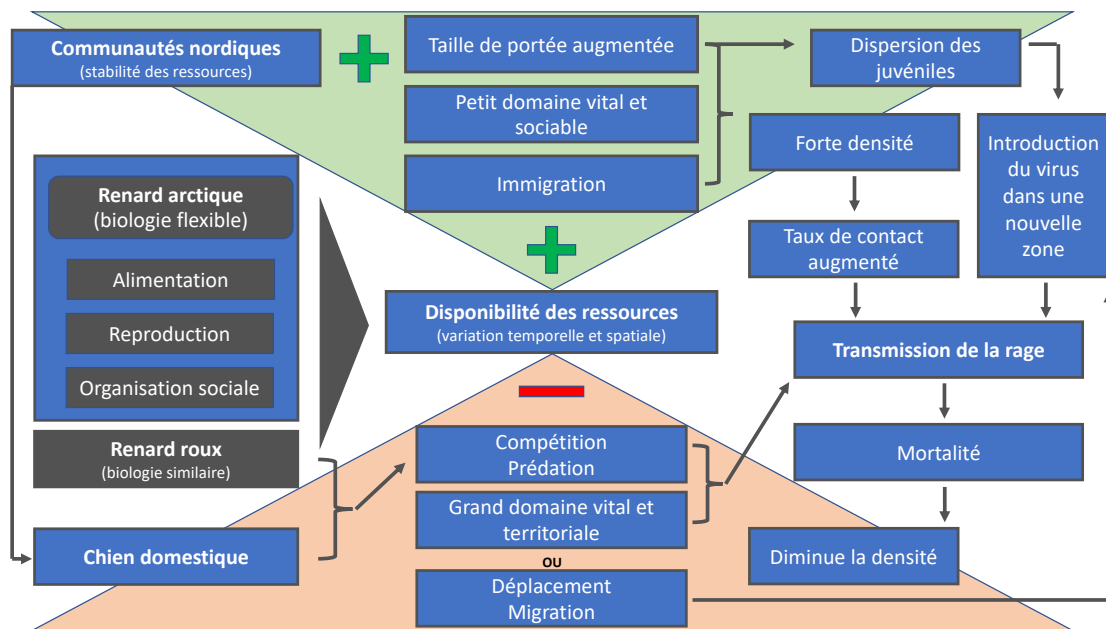 Communautés nordiques
(stabilité des ressources)
Taille de portée augmentée
Petit domaine vital et
sociable
Immigration
Dispersion des
juvéniles
Forte densité
Taux de contact
augmenté
Introduction
du virus
dans une
nouvelle
zone
Renard arctique
(biologie flexible)
Alimentation
Reproduction
Organisation sociale
Renard roux
(biologie similaire)
Chien domestique
Disponibilité des ressources
(variation temporelle et spatiale)
Compétition
Prédation
Grand domaine vital et
territoriale
OU
Déplacement
Migration
Transmission de la rage
Mortalité
Diminue la densité